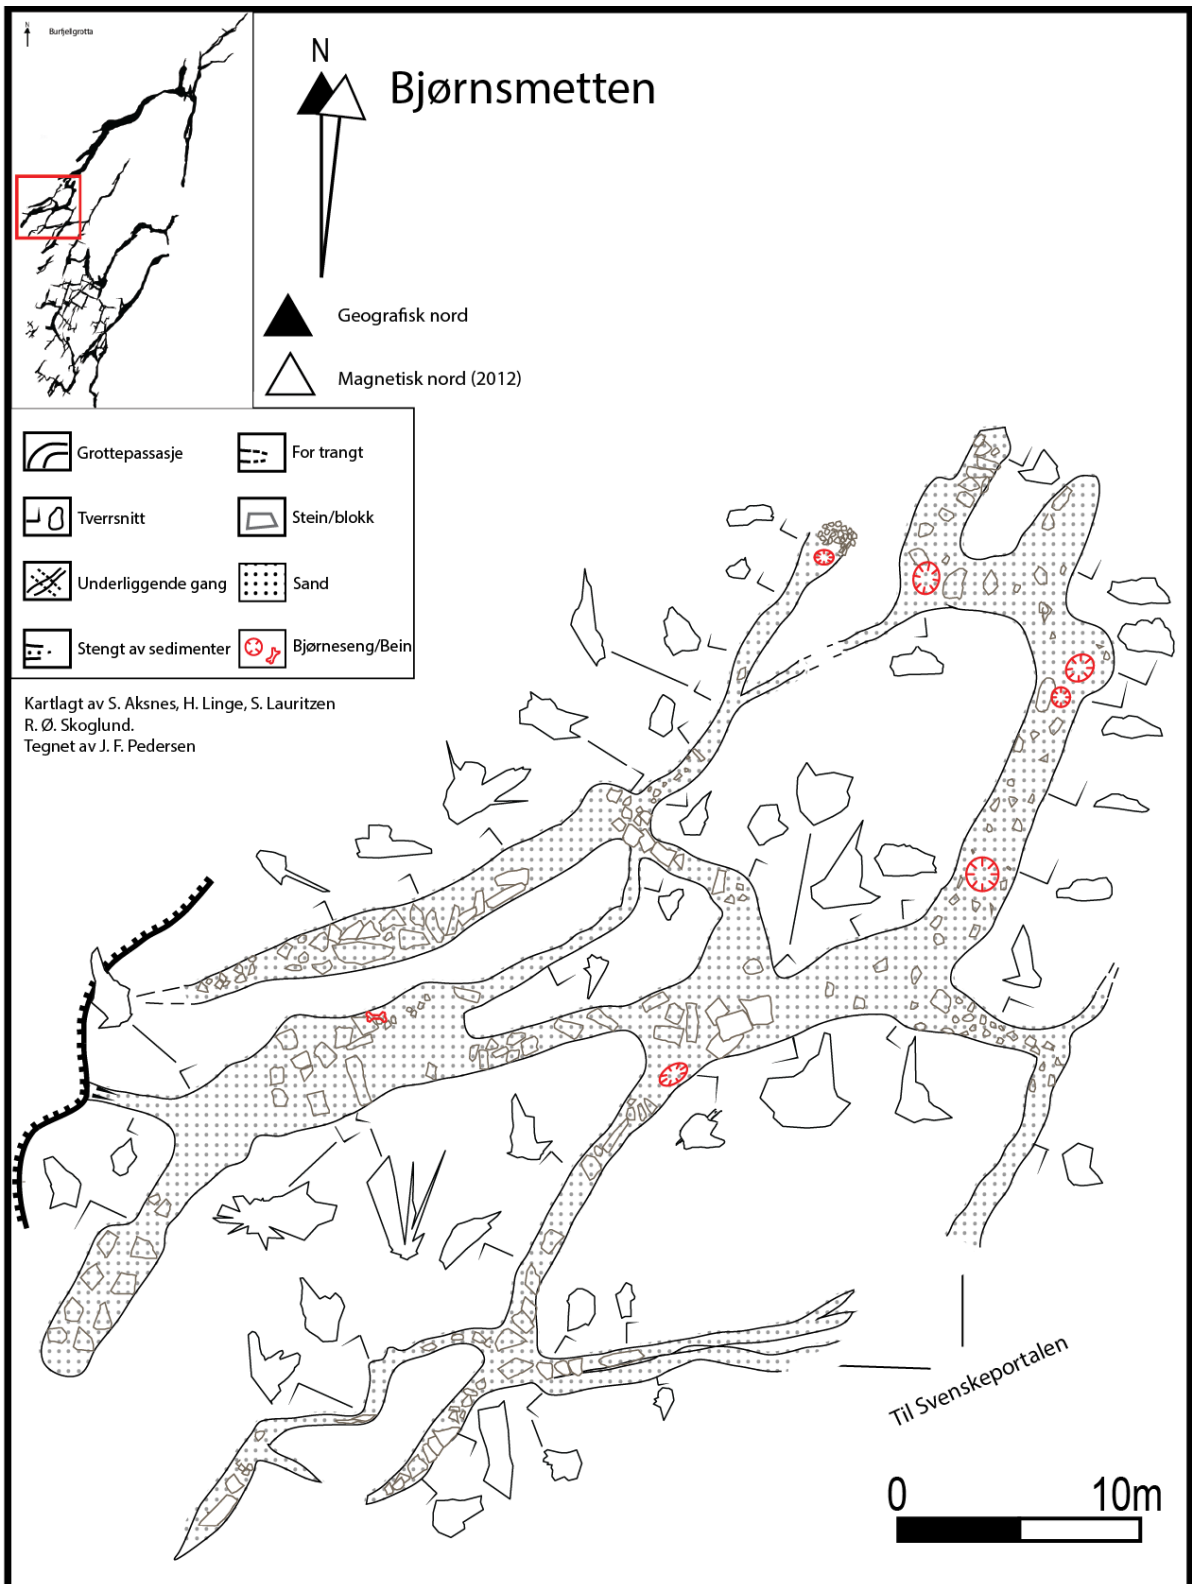 N
Burfjellgrotta
N
Bjørnsmetten
Geografisk nord
Magnetisk nord (2012)
Grottepassasje
For trangt
Tverrsnitt
Stein/blokk
Underliggende gang
Sand
Stengt av sedimenter
Bjørneseng/Bein
Kartlagt av S. Aksnes, H. Linge, S. Lauritzen
R. Ø. Skoglund.
Tegnet av J. F. Pedersen
Til Svenskeportalen
0 10m